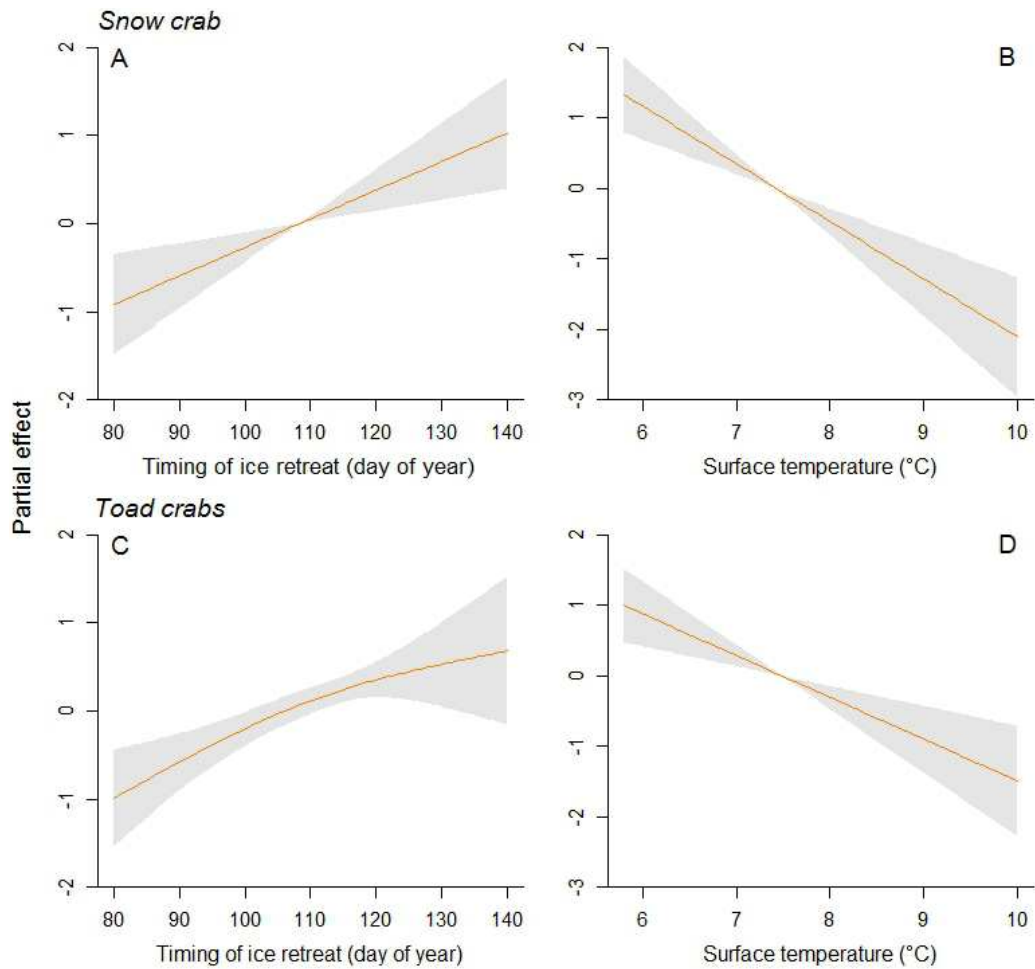 Snow crab
A
B
2
1
0
-1
-2
2
1
0
-1
-2
-3
80 90 100 110 120 130 140
6 7 8 9 10
Timing of ice retreat (day of year)
Surface temperature (°C)
Partial effect
Toad crabs
C
D
2
1
0
-1
-2
2
1
0
-1
-2
-3
80 90 100 110 120 130 140
6 7 8 9 10
Timing of ice retreat (day of year)
Surface temperature (°C)